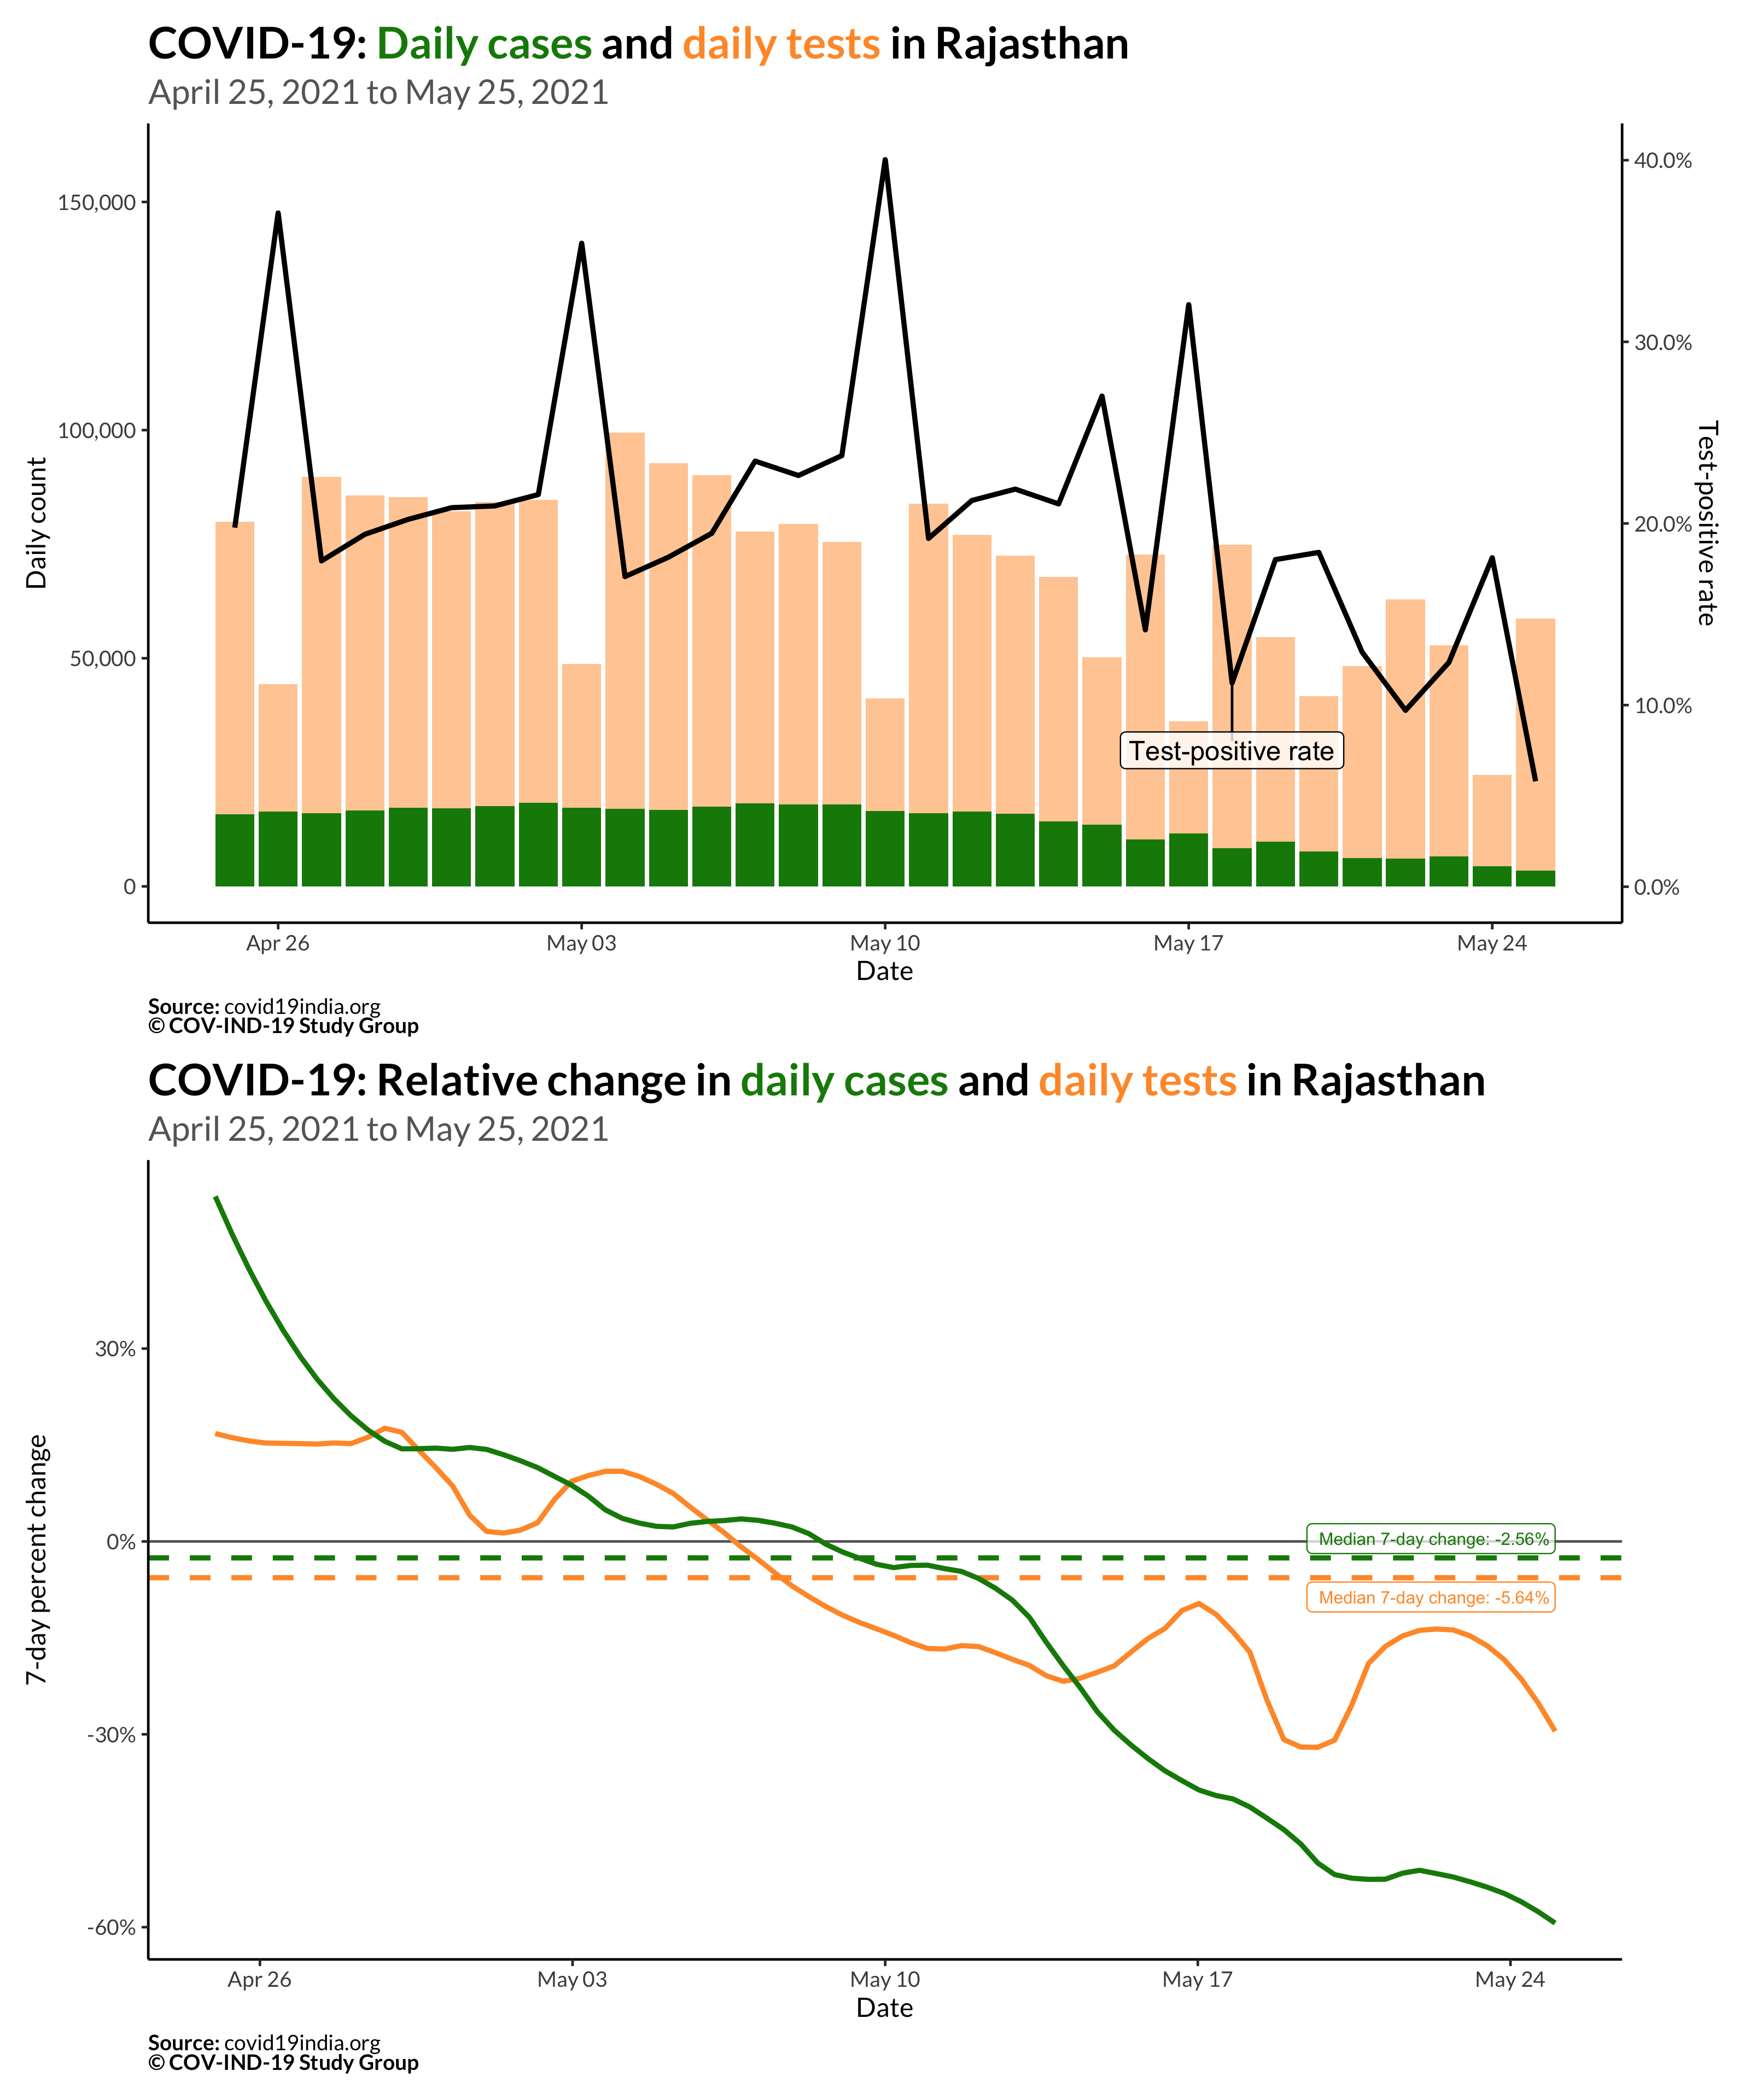 COVID-19: Daily cases and daily tests in Rajasthan
April 25, 2021 to May 25, 2021
150,000
100,000
50,000
0
Daily count
40.0%
30.0%
20.0%
10.0%
0.0%
Test-positive rate
Test-positive rate
Apr 26
May 03
May 10
May 17
May 24
Date
Source: covid19india.org
© COV-IND-19 Study Group
COVID-19: Relative change in daily cases and daily tests in Rajasthan
April 25, 2021 to May 25, 2021
30%
0%
-30%
-60%
7-day percent change
Median 7-day change: -2.56%
Median 7-day change: -5.64%
Apr 26
May 03
May 10
May 17
May 24
Date
Source: covid19india.org
© COV-IND-19 Study Group